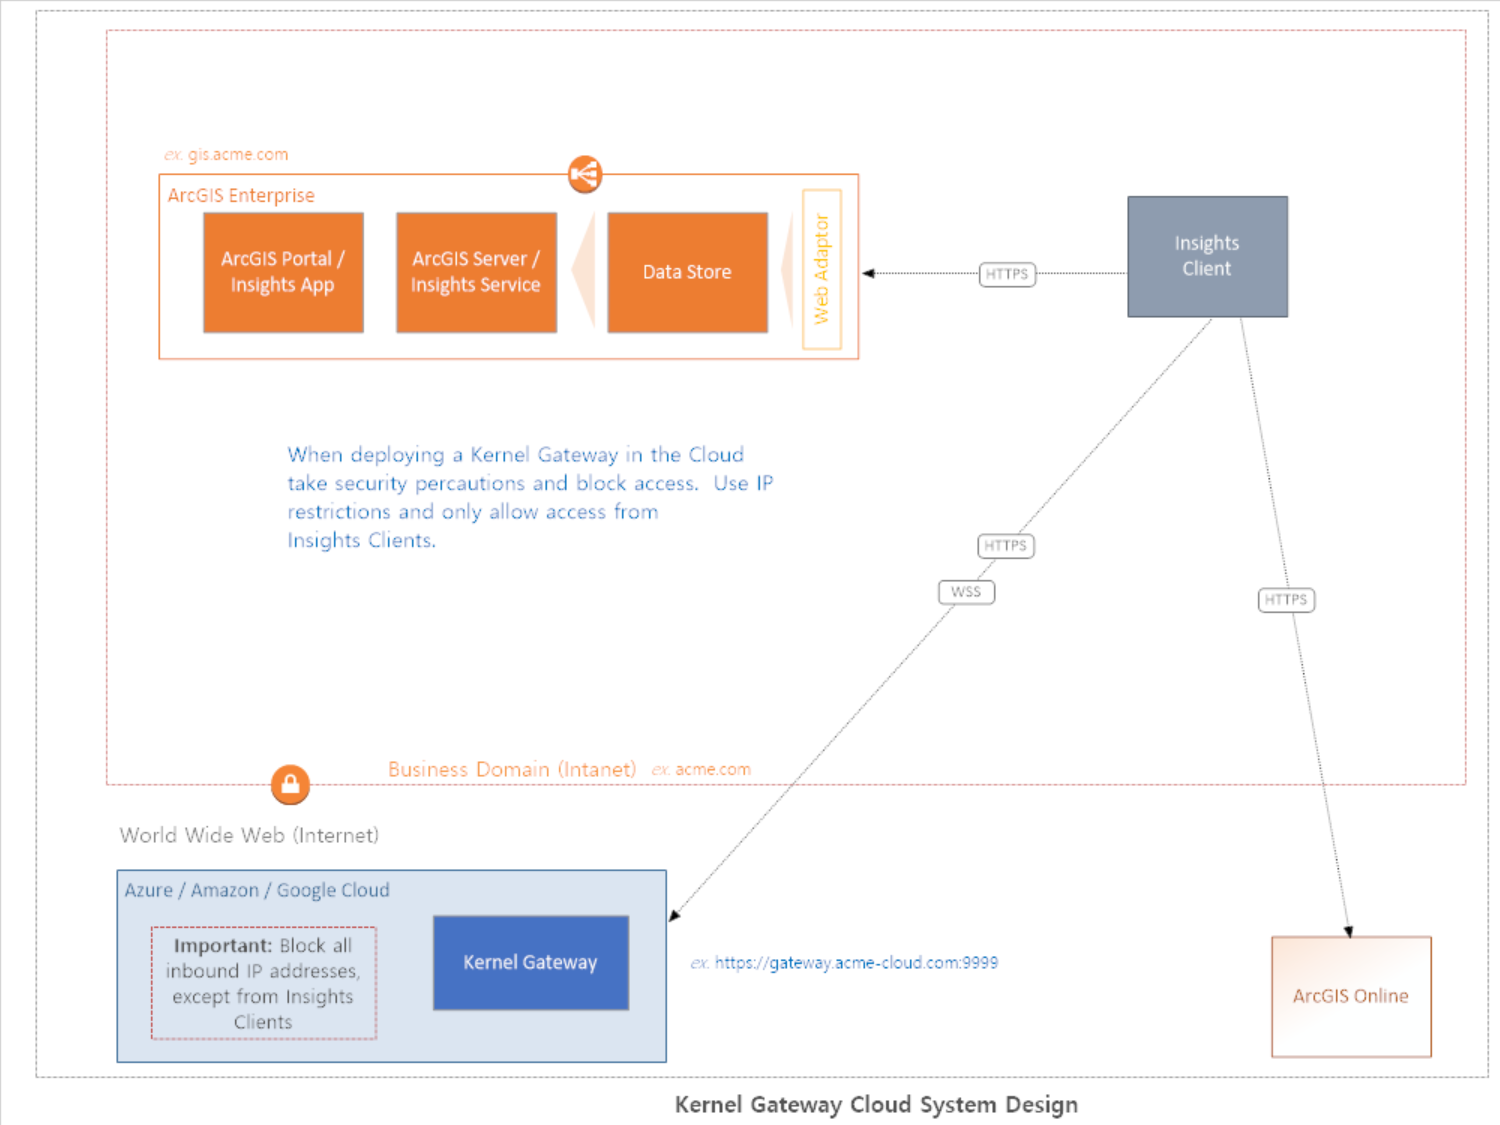 ex. gis.acme.com
ArcGIS Enterprise
ArcGIS Portal /
Insights App
ArcGIS Server /
Insights Service
Data Store
Web Adaptor
HTTPS
Insights
Client
When deploying a Kernel Gateway in the Cloud
take security percautions and block access. Use IP
restrictions and only allow access from
Insights Clients.
HTTPS
WSS
HTTPS
Business Domain (Intanet) ex. acme.com
World Wide Web (Internet)
Azure / Amazon / Google Cloud
Important: Block all
inbound IP addresses,
except from Insights
Clients
Kernel Gateway
ex. https://gateway.acme-cloud.com:9999
ArcGIS Online
Kernel Gateway Cloud System Design